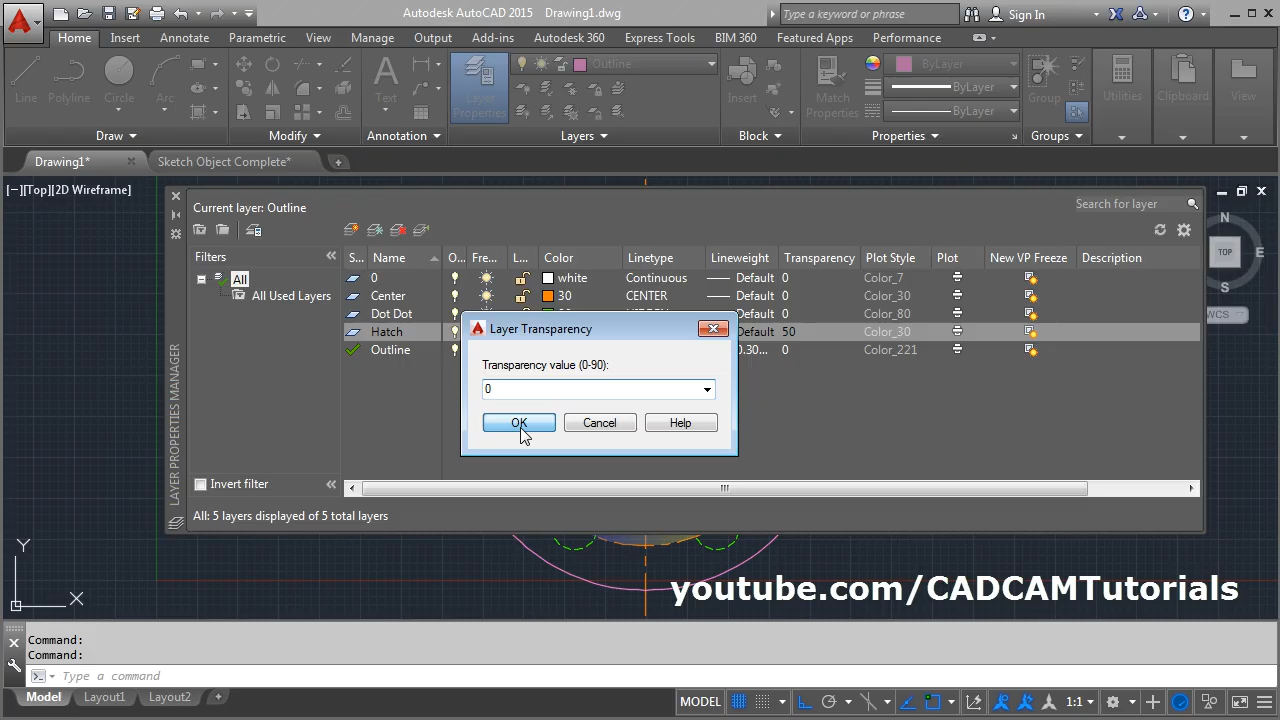 Autodesk AutoCAD 2015 Drawing1.dwg
Type a keyword or phrase
Sign In
Home Insert Annotate Parametric View Manage Output Add-ins Autodesk 360 Express Tools BIM 360 Featured Apps Performance
Line Polyline Circle Arc
Text
Layer Properties
Outline
Insert
Match Properties
ByLayer
ByLayer
ByLayer
Group
Utilities Clipboard View
Draw Modify Annotation Layers Block Properties Groups
Drawing1* Sketch Object Complete*
[−][Top][2D Wireframe]
Current layer: Outline
Search for layer
Filters
S... Name O... Fre... L... Color Linetype Lineweight Transparency Plot Style Plot New VP Freeze Description
All
All Used Layers
0 white Continuous Default 0 Color_7
Center 30 CENTER Default 0 Color_30
Dot Dot Default 0 Color_80
Hatch Default 50 Color_30
Outline 0.30... 0 Color_221
Layer Transparency
Transparency value (0-90):
0
OK Cancel Help
Invert filter
All: 5 layers displayed of 5 total layers
LAYER PROPERTIES MANAGER
N
TOP
E
S
WCS
Y
X
youtube.com/CADCAMTutorials
Command:
Command:
Type a command
Model Layout1 Layout2
MODEL 1:1